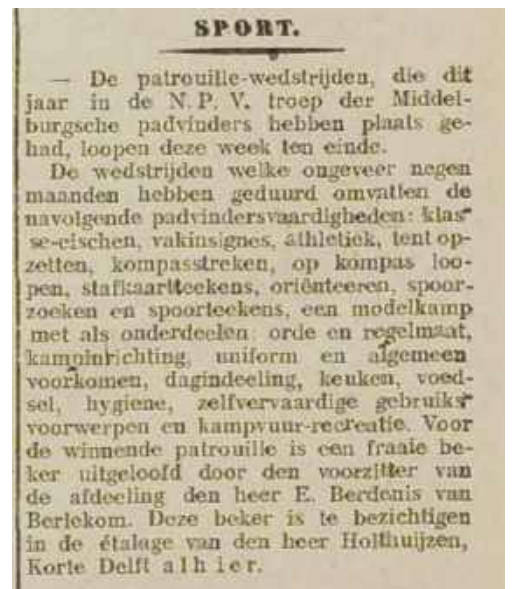 SPORT.
— De patrouille-wedstrijden, die dit
jaar in de N. P. V. troep der Middel-
burgsche padvinders hebben plaats ge-
had, loopen deze week ten einde.
De wedstrijden welke ongeveer negen
maanden hebben geduurd omvatten de
navolgende padvindersvaardigheden: klas-
se-eischen, vakinsignes, athletiek, tent op-
zetten, kompasstreken, op kompas loo-
pen, stafkaartteekens, oriënteeren, spoor-
zoeken en spoorteekens, een modelkamp
met als onderdeelen: orde en regelmaat,
kampinrichting, uniform en algemeen
voorkomen, dagindeeling, keuken, voed-
sel, hygiene, zelfvervaardige gebruiks-
voorwerpen en kampvuur-recreatie. Voor
de winnende patrouille is een fraaie be-
ker uitgeloofd door den voorzitter van
de afdeeling den heer E. Berdenis van
Berlekom. Deze beker is te bezichtigen
in de étalage van den heer Holthuijzen,
Korte Delft alhier.